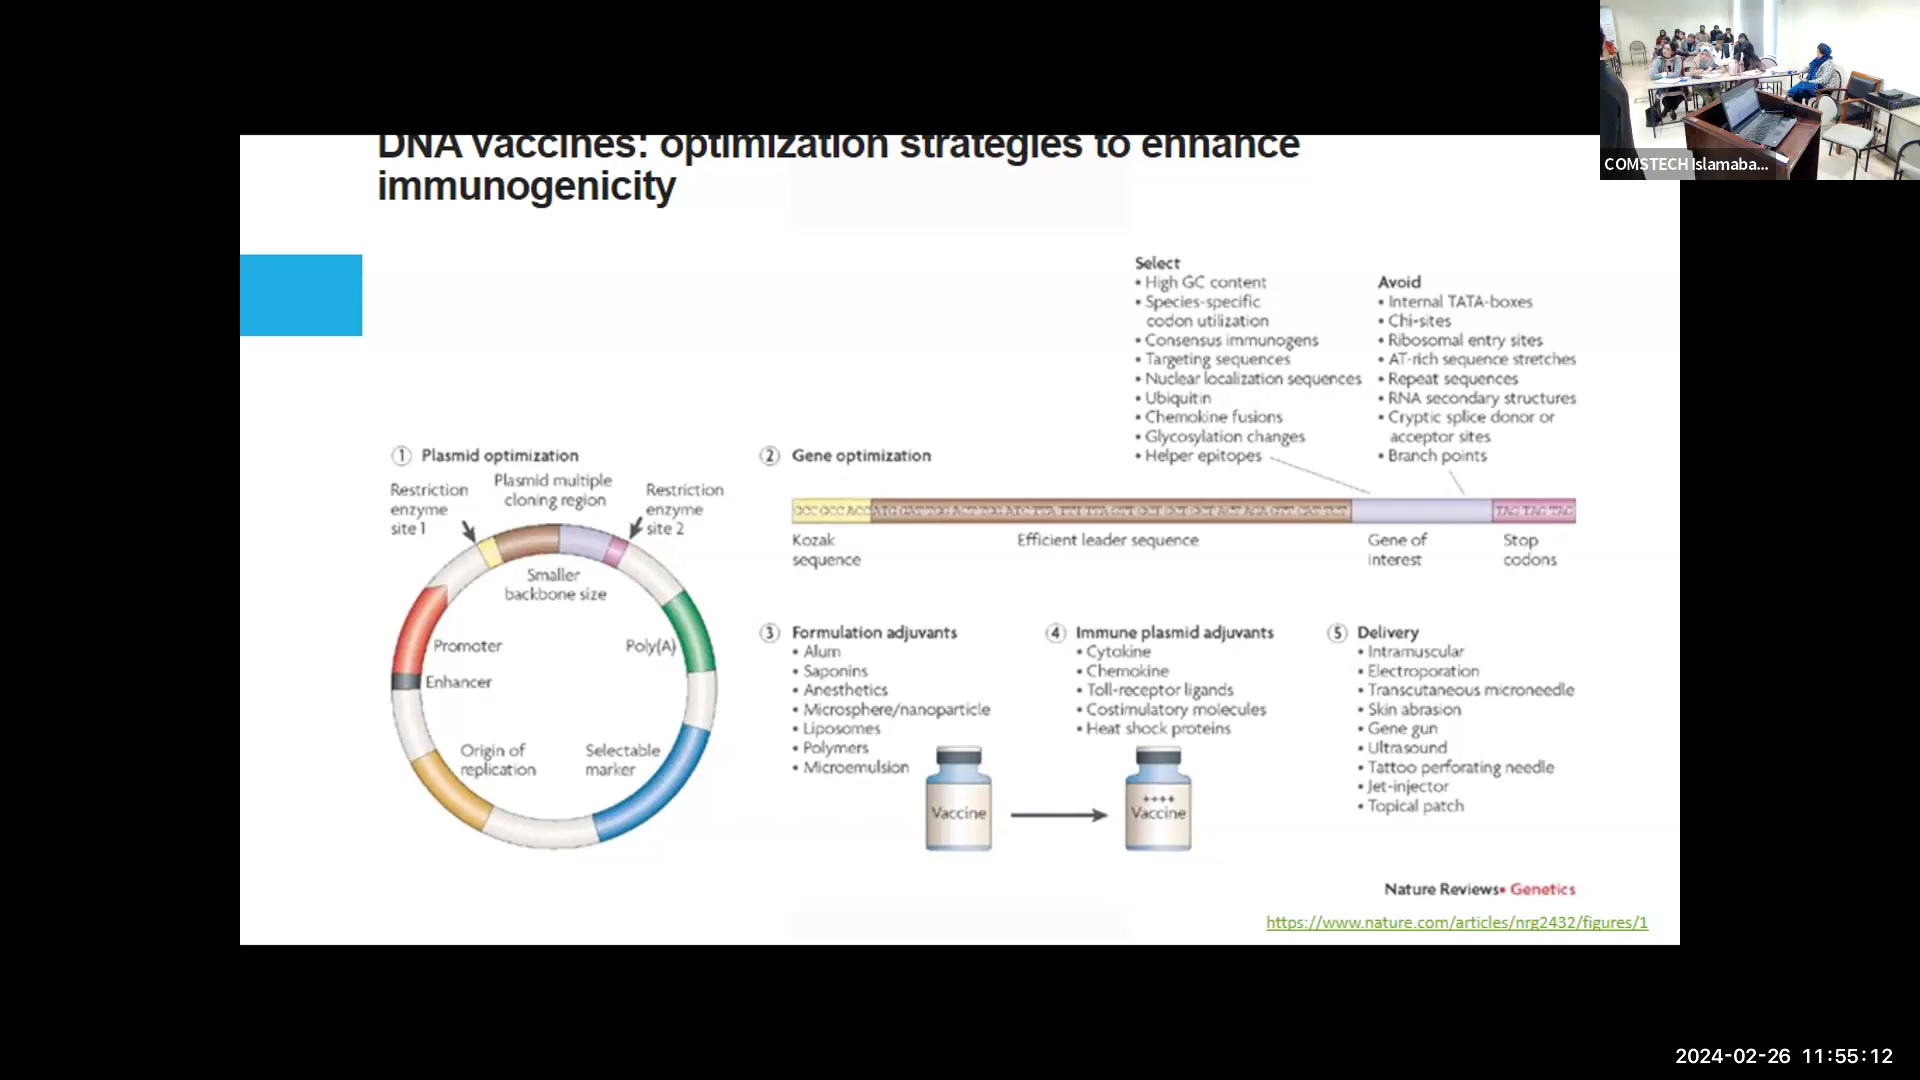 DNA vaccines: optimization strategies to enhance
immunogenicity
COMSTECH Islamaba...
Select
• High GC content
• Species-specific
codon utilization
• Consensus immunogens
• Targeting sequences
• Nuclear localization sequences
• Ubiquitin
• Chemokine fusions
• Glycosylation changes
• Helper epitopes
Avoid
• Internal TATA-boxes
• Chi-sites
• Ribosomal entry sites
• AT-rich sequence stretches
• Repeat sequences
• RNA secondary structures
• Cryptic splice donor or
acceptor sites
• Branch points
① Plasmid optimization
Restriction
enzyme
site 1
Plasmid multiple
cloning region
Restriction
enzyme
site 2
Smaller
backbone size
Promoter
Poly(A)
Enhancer
Origin of
replication
Selectable
marker
② Gene optimization
GCC GCC ACC
TAG TAG TAG
Kozak
sequence
Efficient leader sequence
Gene of
interest
Stop
codons
③ Formulation adjuvants
• Alum
• Saponins
• Anesthetics
• Microsphere/nanoparticle
• Liposomes
• Polymers
• Microemulsion
④ Immune plasmid adjuvants
• Cytokine
• Chemokine
• Toll-receptor ligands
• Costimulatory molecules
• Heat shock proteins
⑤ Delivery
• Intramuscular
• Electroporation
• Transcutaneous microneedle
• Skin abrasion
• Gene gun
• Ultrasound
• Tattoo perforating needle
• Jet-injector
• Topical patch
Vaccine
++++
Vaccine
Nature Reviews • Genetics
https://www.nature.com/articles/nrg2432/figures/1
2024-02-26 11:55:12